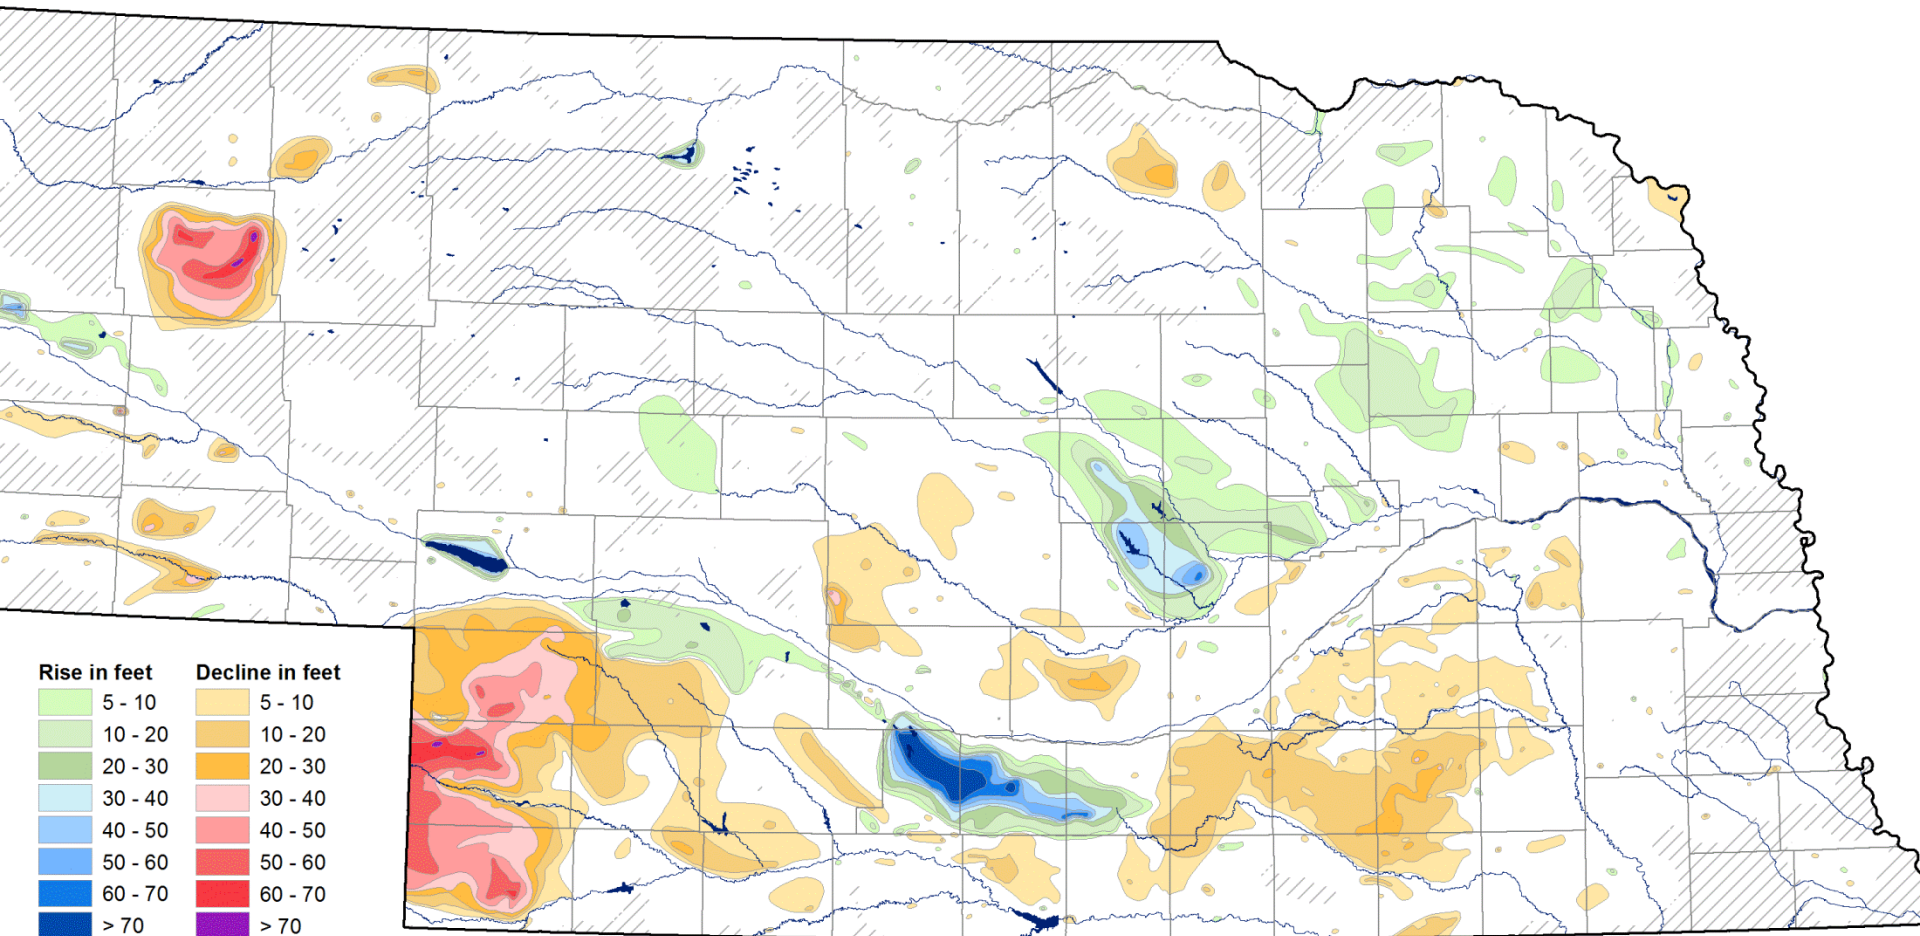 Rise in feet Decline in feet
5 - 10 5 - 10
10 - 20 10 - 20
20 - 30 20 - 30
30 - 40 30 - 40
40 - 50 40 - 50
50 - 60 50 - 60
60 - 70 60 - 70
> 70 > 70